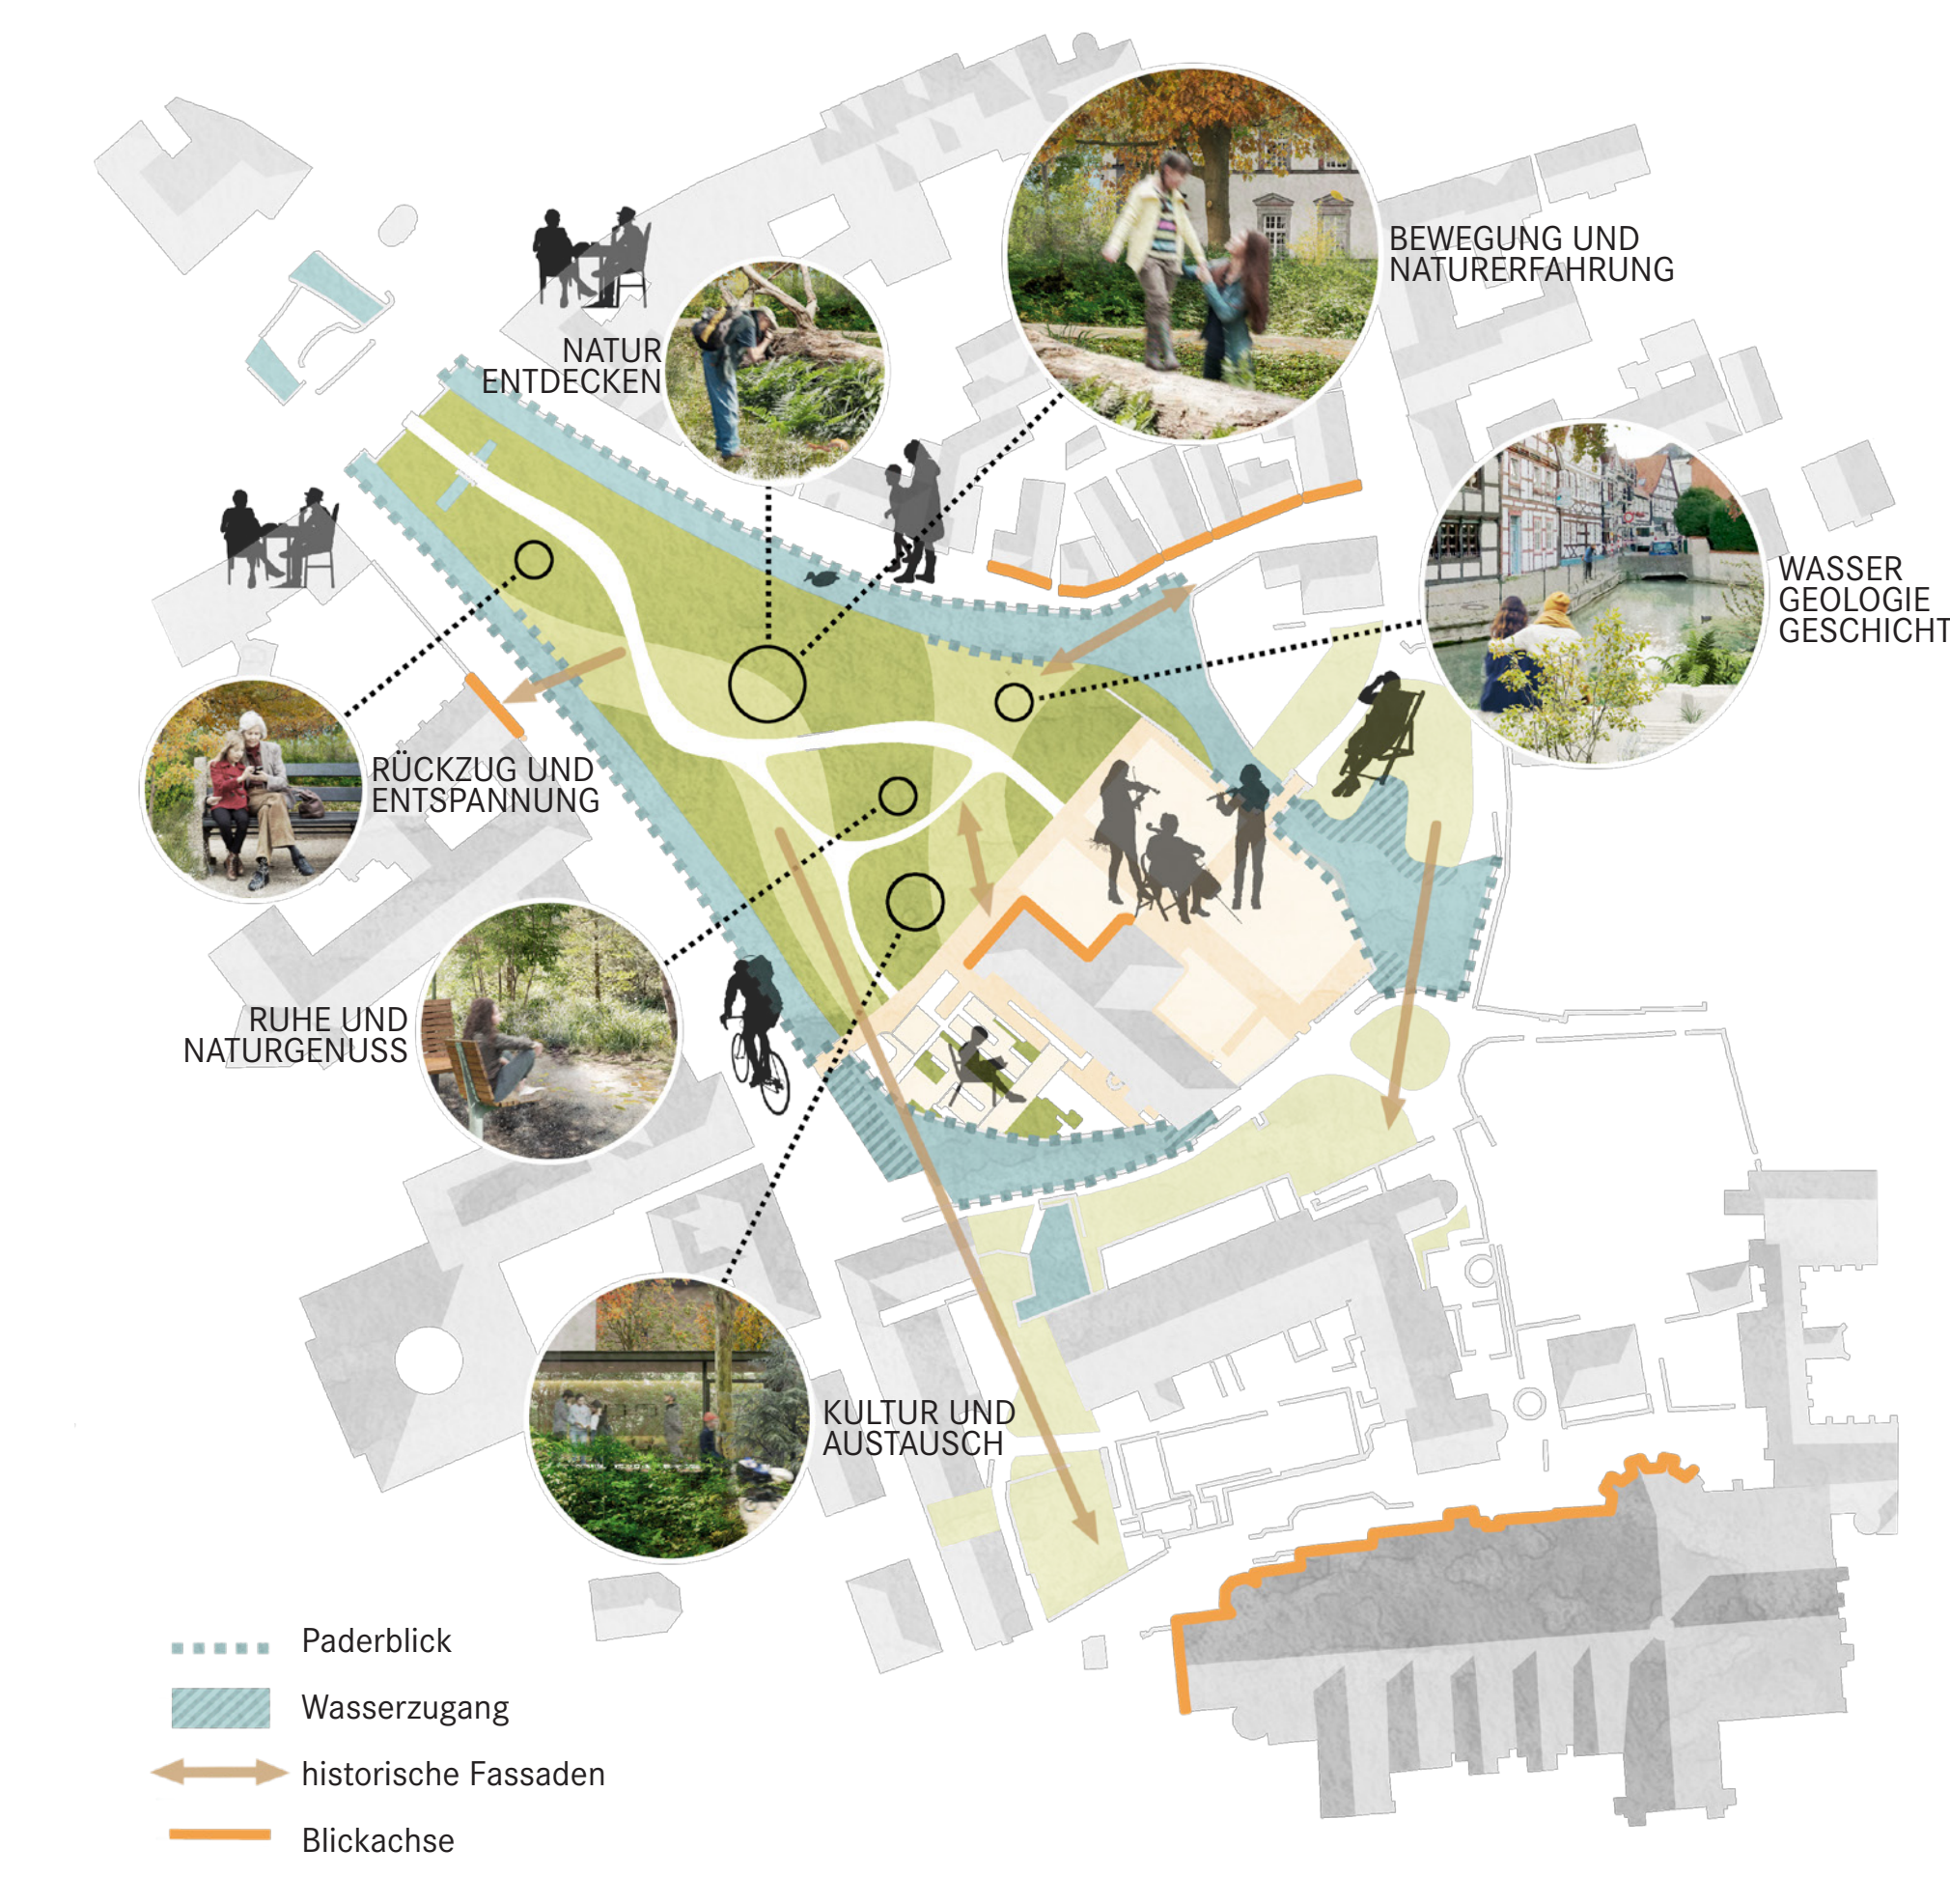 BEWEGUNG UND
NATURERFAHRUNG
NATUR
ENTDECKEN
WASSER
GEOLOGIE
GESCHICHT
RÜCKZUG UND
ENTSPANNUNG
RUHE UND
NATURGENUSS
KULTUR UND
AUSTAUSCH
Paderblick
Wasserzugang
historische Fassaden
Blickachse